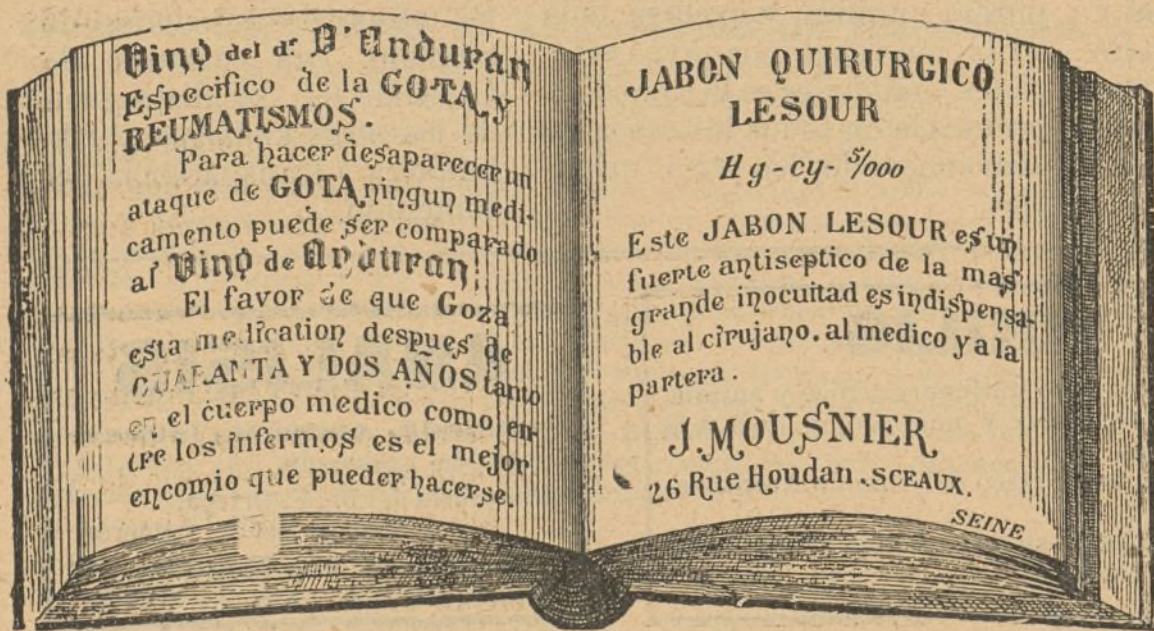 Vino del dr. D'Anduran
Especifico de la GOTA y
REUMATISMOS.
Para hacer desaparecer un
ataque de GOTA ningun medi-
camento puede ser comparado
al Vino de Anduran.
El favor de que Goza
esta medication despues de
CUARANTA Y DOS AÑOS tanto
en el cuerpo medico como en-
tre los infermos es el mejor
encomio que pueder hacerse.
JABON QUIRURGICO
LESOUR
Hg-cy- 5/000
Este JABON LESOUR es un
fuerte antiseptico de la mas
grande inocuitad es indispensa-
ble al cirujano. al medico y a la
partera.
J. MOUSNIER
26 Rue Houdan. SCEAUX.
SEINE